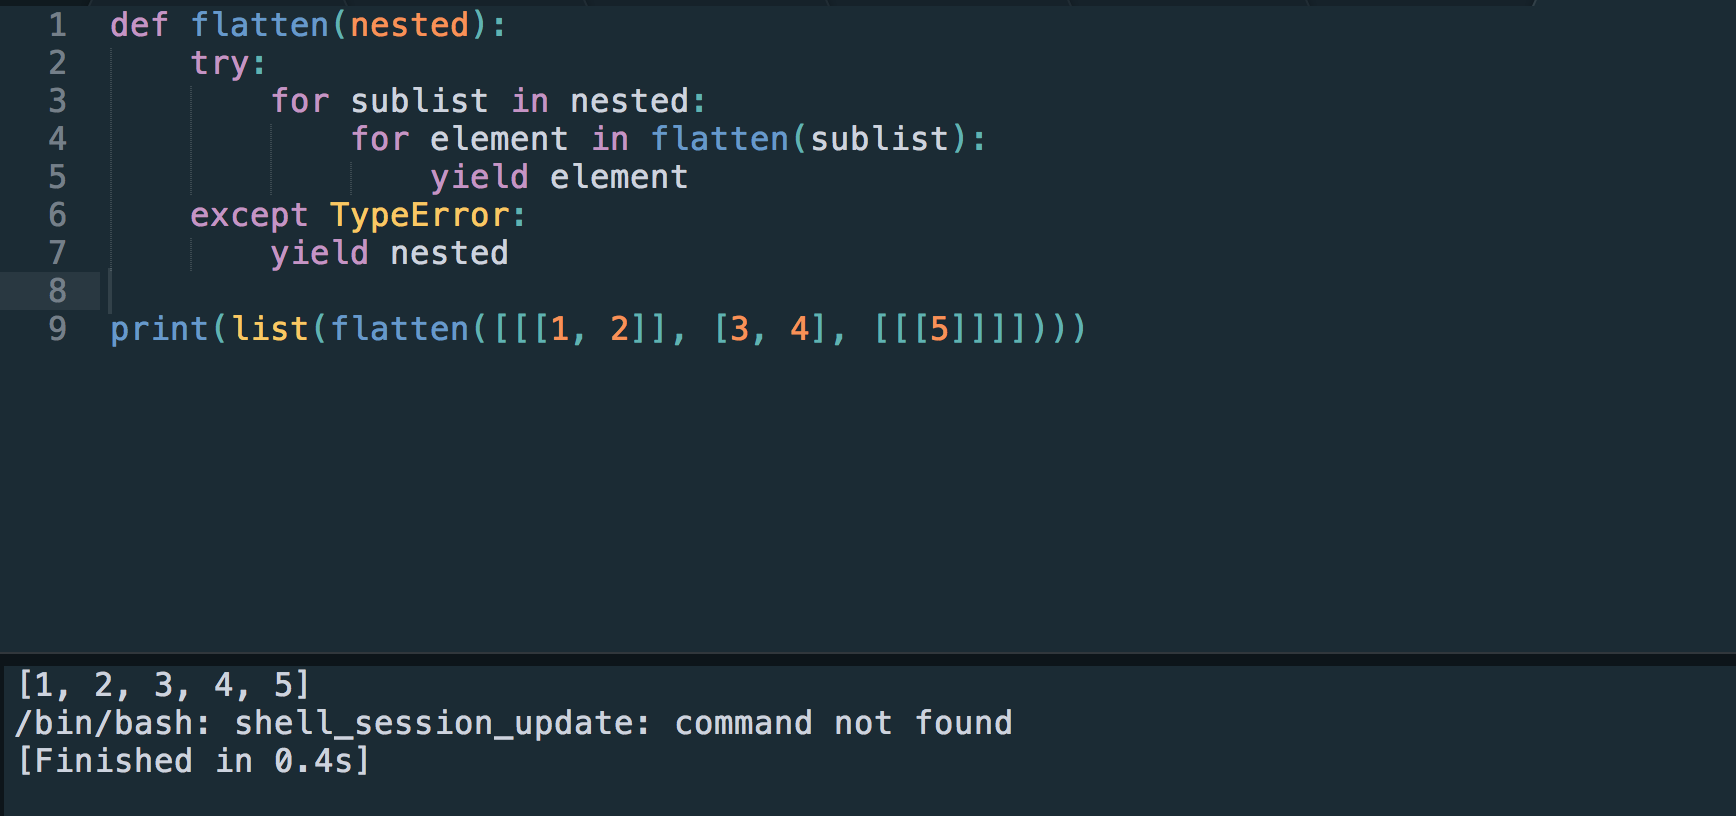 1 def flatten(nested):
2     try:
3         for sublist in nested:
4             for element in flatten(sublist):
5                 yield element
6     except TypeError:
7         yield nested
8
9 print(list(flatten([[[1, 2]], [3, 4], [[[5]]]])))
[1, 2, 3, 4, 5]
/bin/bash: shell_session_update: command not found
[Finished in 0.4s]